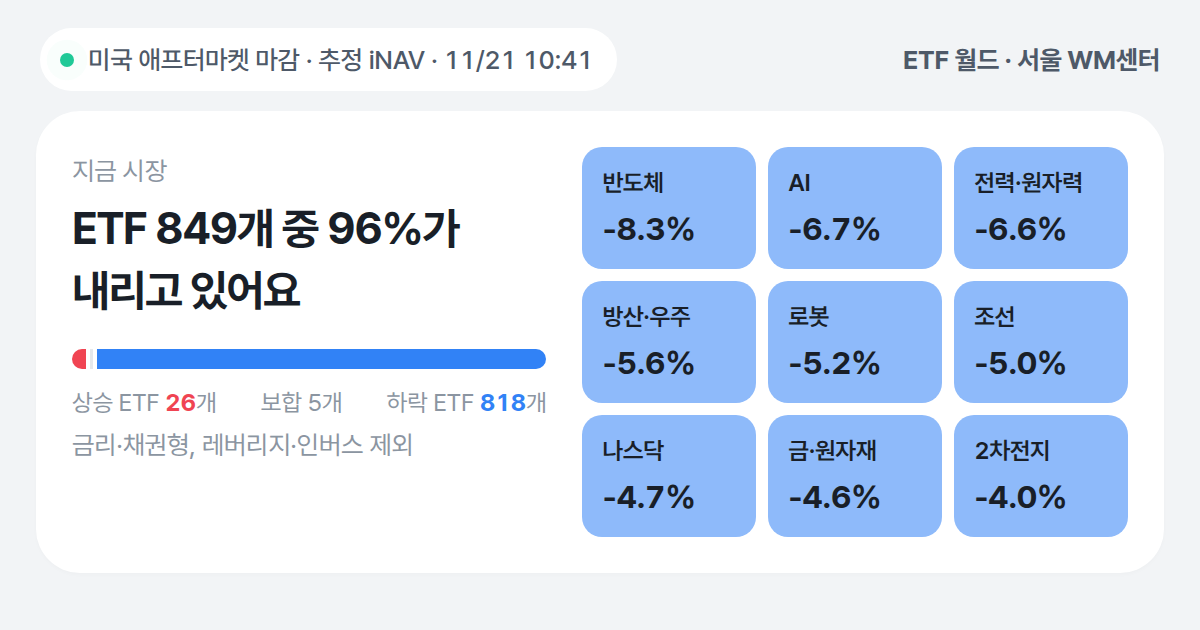 미국 애프터마켓 마감 · 추정 iNAV · 11/21 10:41
ETF 월드 · 서울 WM센터
지금 시장
ETF 849개 중 96%가
내리고 있어요
상승 ETF 26개 보합 5개 하락 ETF 818개
금리·채권형, 레버리지·인버스 제외
반도체
-8.3%
AI
-6.7%
전력·원자력
-6.6%
방산·우주
-5.6%
로봇
-5.2%
조선
-5.0%
나스닥
-4.7%
금·원자재
-4.6%
2차전지
-4.0%